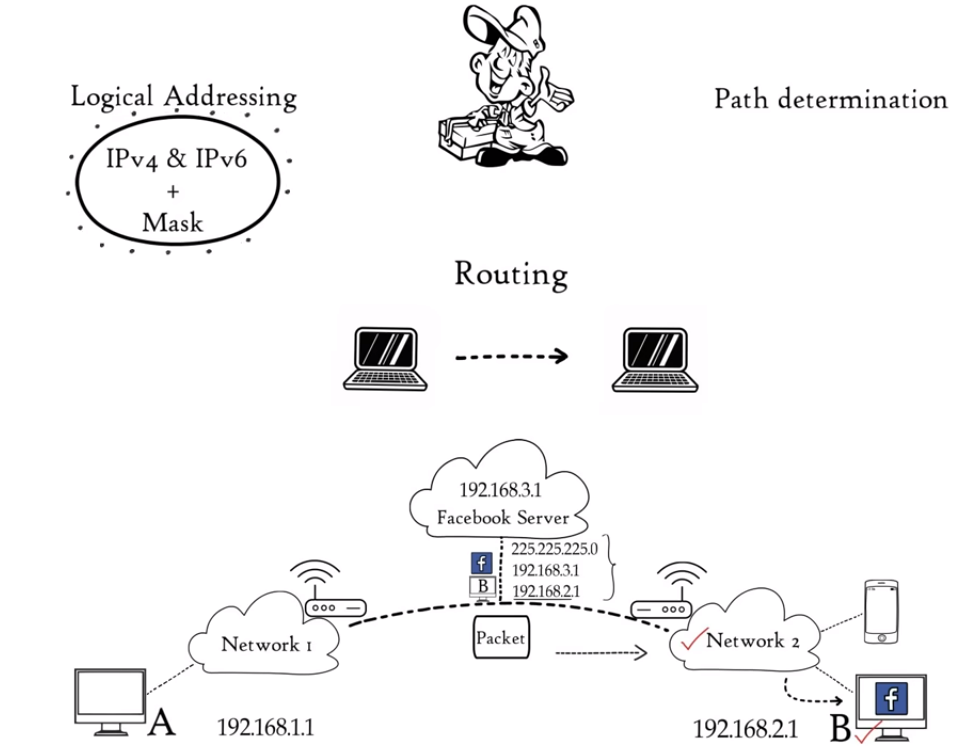 Logical Addressing
Path determination
IPv4 & IPv6
+
Mask
Routing
192.168.3.1
Facebook Server
225.225.225.0
f
192.168.3.1
B
192.168.2.1
Network 1
Packet
Network 2
f
A
192.168.1.1
192.168.2.1
B